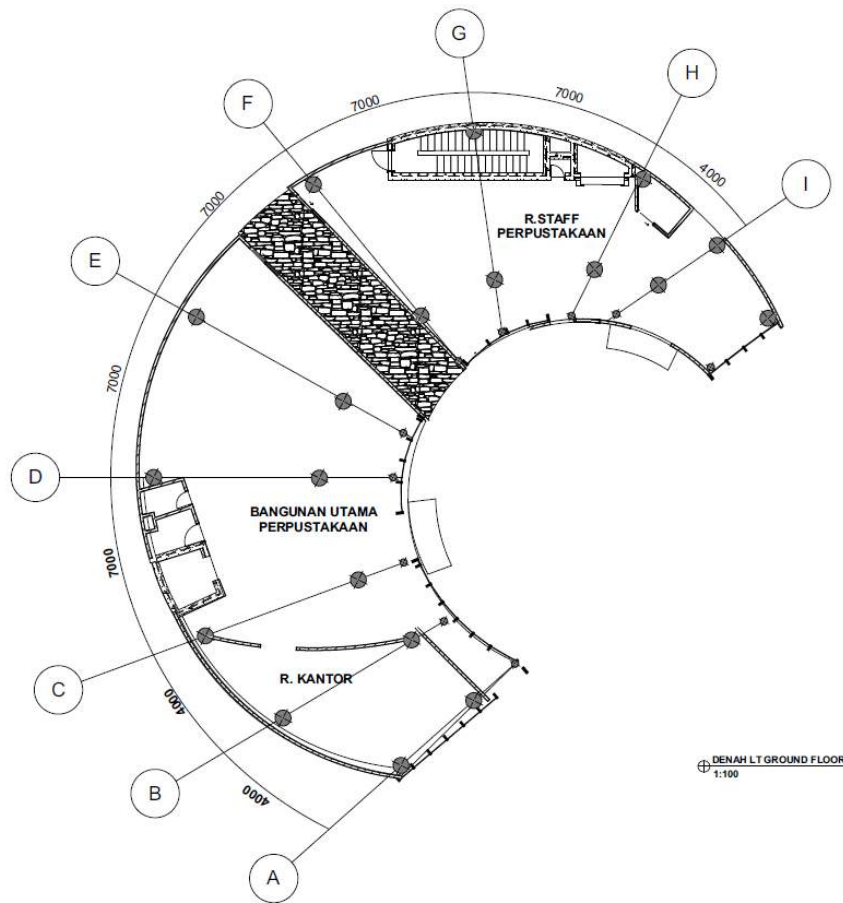 G
H
F
7000
7000
4000
I
R.STAFF
PERPUSTAKAAN
7000
E
7000
D
BANGUNAN UTAMA
PERPUSTAKAAN
7000
C
R. KANTOR
4000
B
4000
A
DENAH LT GROUND FLOOR
1:100